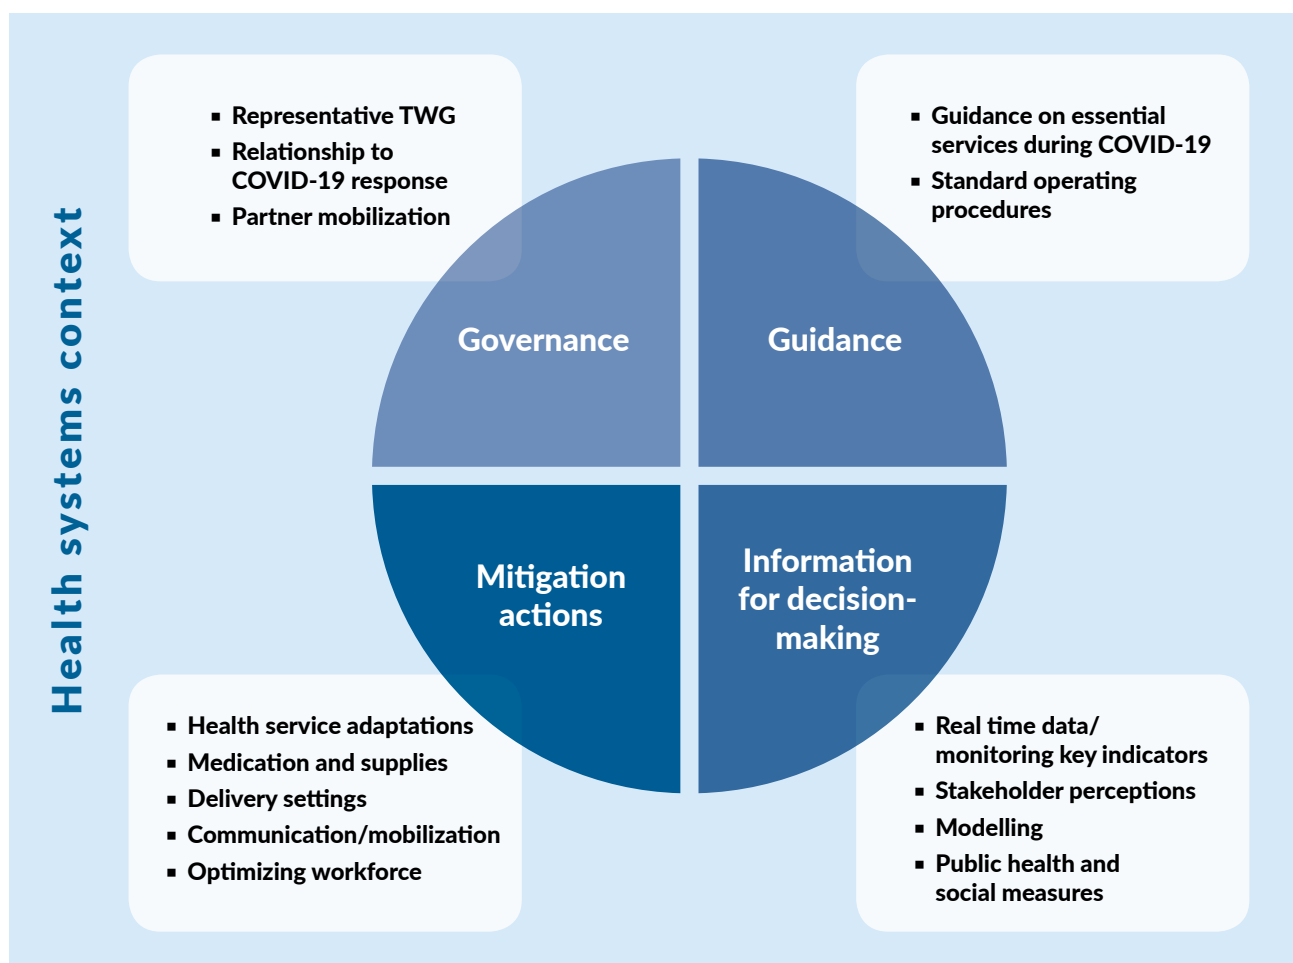 Health systems context
▪ Representative TWG
▪ Relationship to
COVID-19 response
▪ Partner mobilization
▪ Guidance on essential
services during COVID-19
▪ Standard operating
procedures
Governance
Guidance
Mitigation
actions
Information
for decision-
making
▪ Health service adaptations
▪ Medication and supplies
▪ Delivery settings
▪ Communication/mobilization
▪ Optimizing workforce
▪ Real time data/
monitoring key indicators
▪ Stakeholder perceptions
▪ Modelling
▪ Public health and
social measures